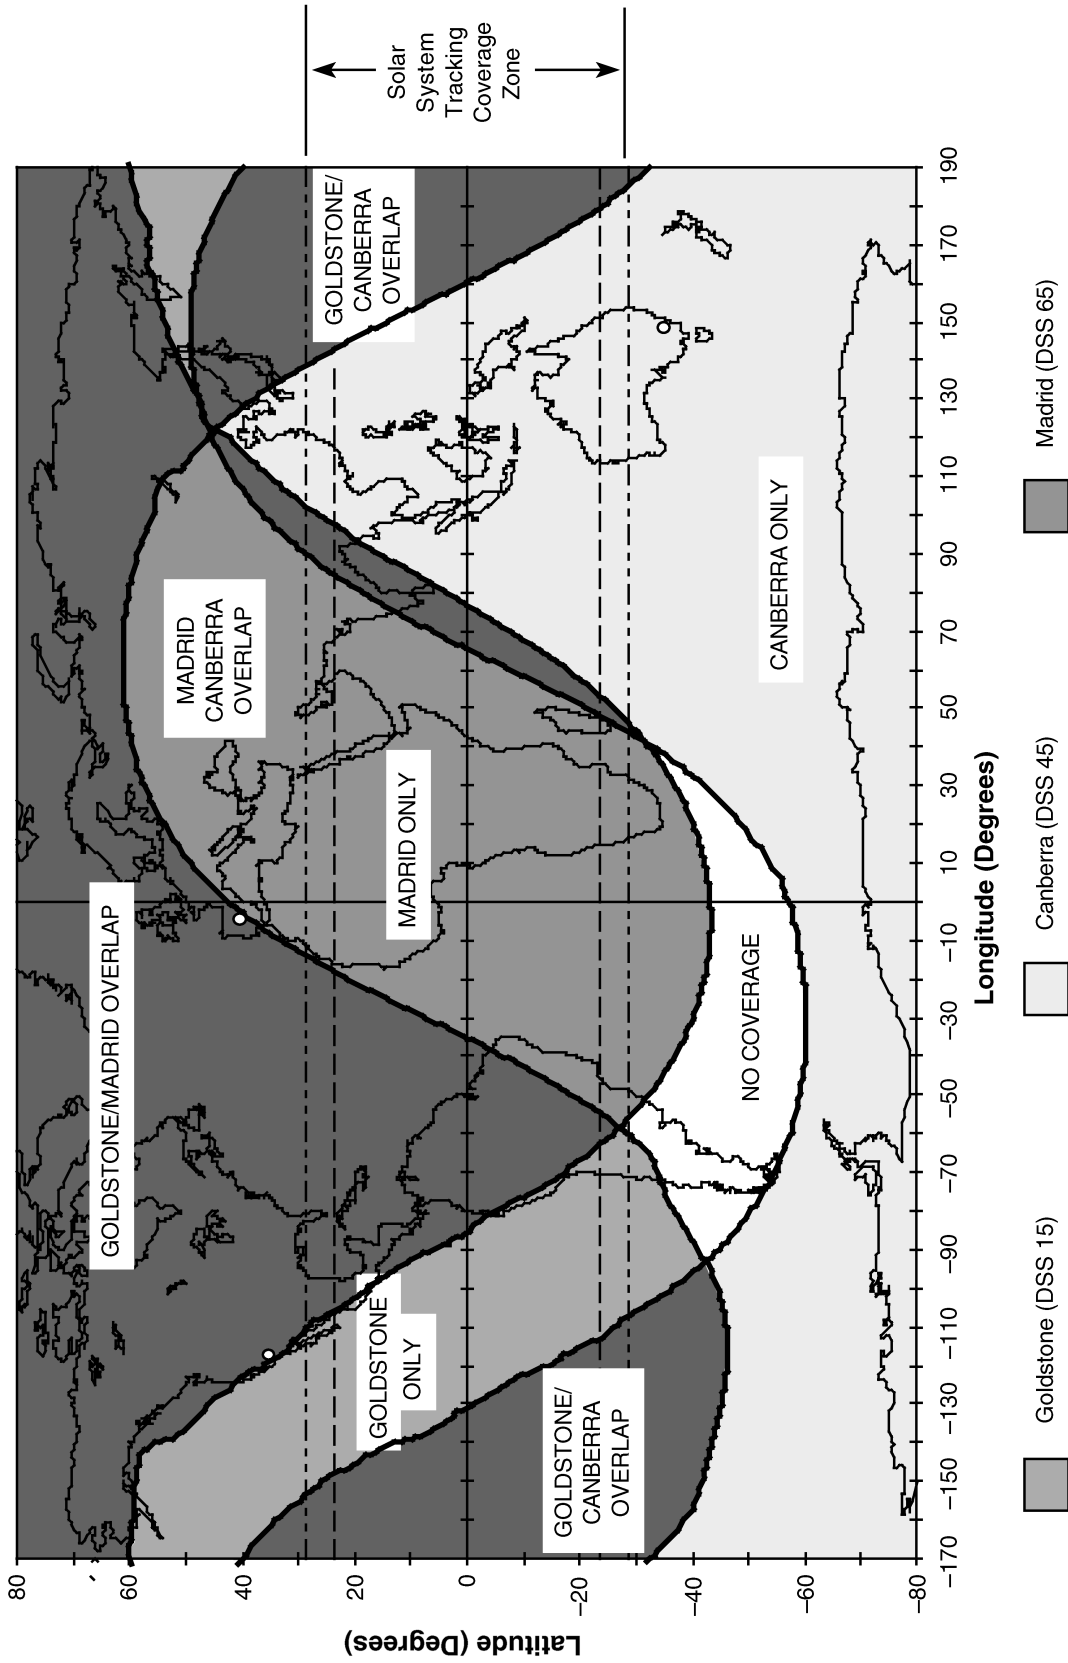 Solar
System
Tracking
Coverage
Zone
GOLDSTONE/MADRID OVERLAP
MADRID
CANBERRA
OVERLAP
GOLDSTONE/
CANBERRA
OVERLAP
MADRID ONLY
GOLDSTONE
ONLY
GOLDSTONE/
CANBERRA
OVERLAP
NO COVERAGE
CANBERRA ONLY
80
60
40
20
0
–20
–40
–60
–80
Latitude (Degrees)
–170
–150
–130
–110
–90
–70
–50
–30
–10
10
30
50
70
90
110
130
150
170
190
Longitude (Degrees)
Goldstone (DSS 15)
Canberra (DSS 45)
Madrid (DSS 65)